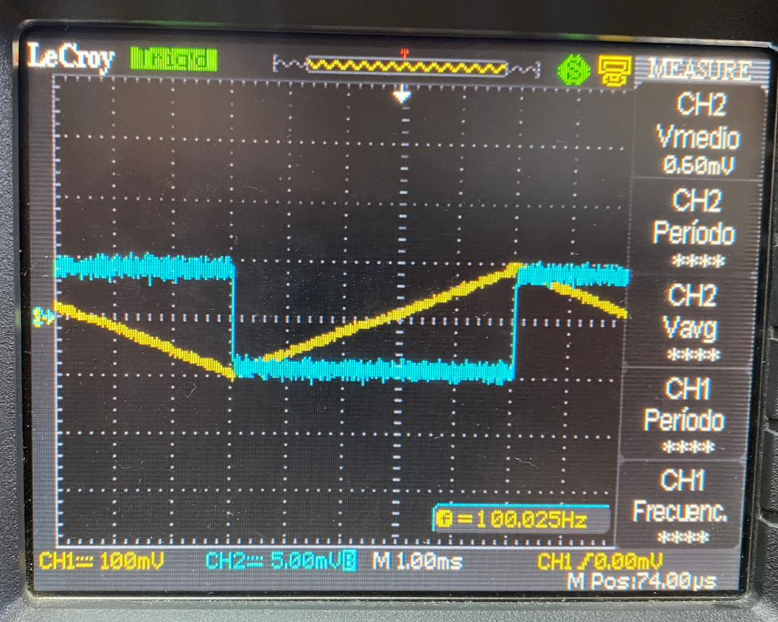 LeCroy
MEASURE
CH2
Vmedio
0.60mV
CH2
Período
****
CH2
Vavg
****
CH1
Período
****
CH1
Frecuenc.
****
f=100.025Hz
CH1 100mV CH2 5.00mV B M 1.00ms CH1 0.00mV
M Pos:74.00µs